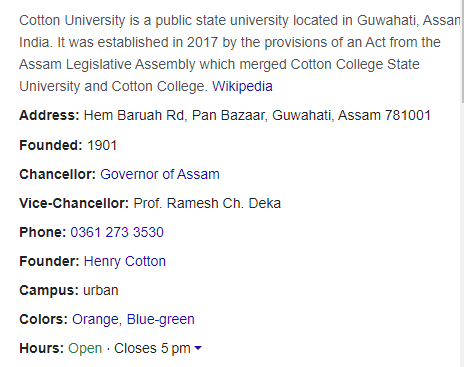 Cotton University is a public state university located in Guwahati, Assam
India. It was established in 2017 by the provisions of an Act from the
Assam Legislative Assembly which merged Cotton College State
University and Cotton College. Wikipedia
Address: Hem Baruah Rd, Pan Bazaar, Guwahati, Assam 781001
Founded: 1901
Chancellor: Governor of Assam
Vice-Chancellor: Prof. Ramesh Ch. Deka
Phone: 0361 273 3530
Founder: Henry Cotton
Campus: urban
Colors: Orange, Blue-green
Hours: Open · Closes 5 pm